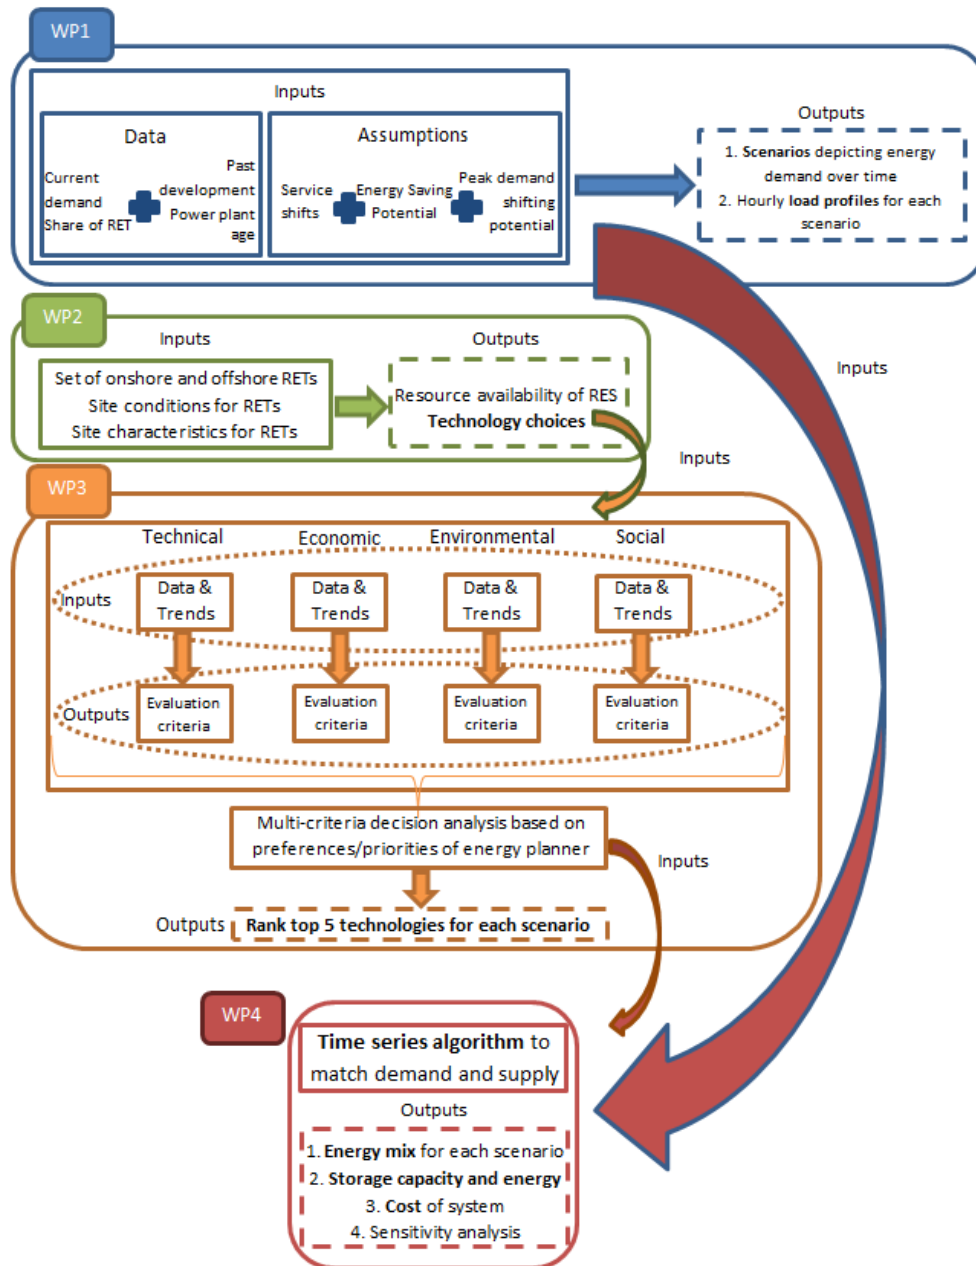 WP1
Inputs
Data
Current
demand
Share of RET
Past
development
Power plant
age
Assumptions
Service
shifts
Energy Saving
Potential
Peak demand
shifting
potential
Outputs
1. Scenarios depicting energy
demand over time
2. Hourly load profiles for each
scenario
Inputs
WP2
Inputs
Set of onshore and offshore RETs
Site conditions for RETs
Site characteristics for RETs
Outputs
Resource availability of RES
Technology choices
Inputs
WP3
Technical
Economic
Environmental
Social
Inputs
Data &
Trends
Data &
Trends
Data &
Trends
Data &
Trends
Outputs
Evaluation
criteria
Evaluation
criteria
Evaluation
criteria
Evaluation
criteria
Multi-criteria decision analysis based on
preferences/priorities of energy planner
Inputs
Outputs
Rank top 5 technologies for each scenario
WP4
Time series algorithm to
match demand and supply
Outputs
1. Energy mix for each scenario
2. Storage capacity and energy
3. Cost of system
4. Sensitivity analysis